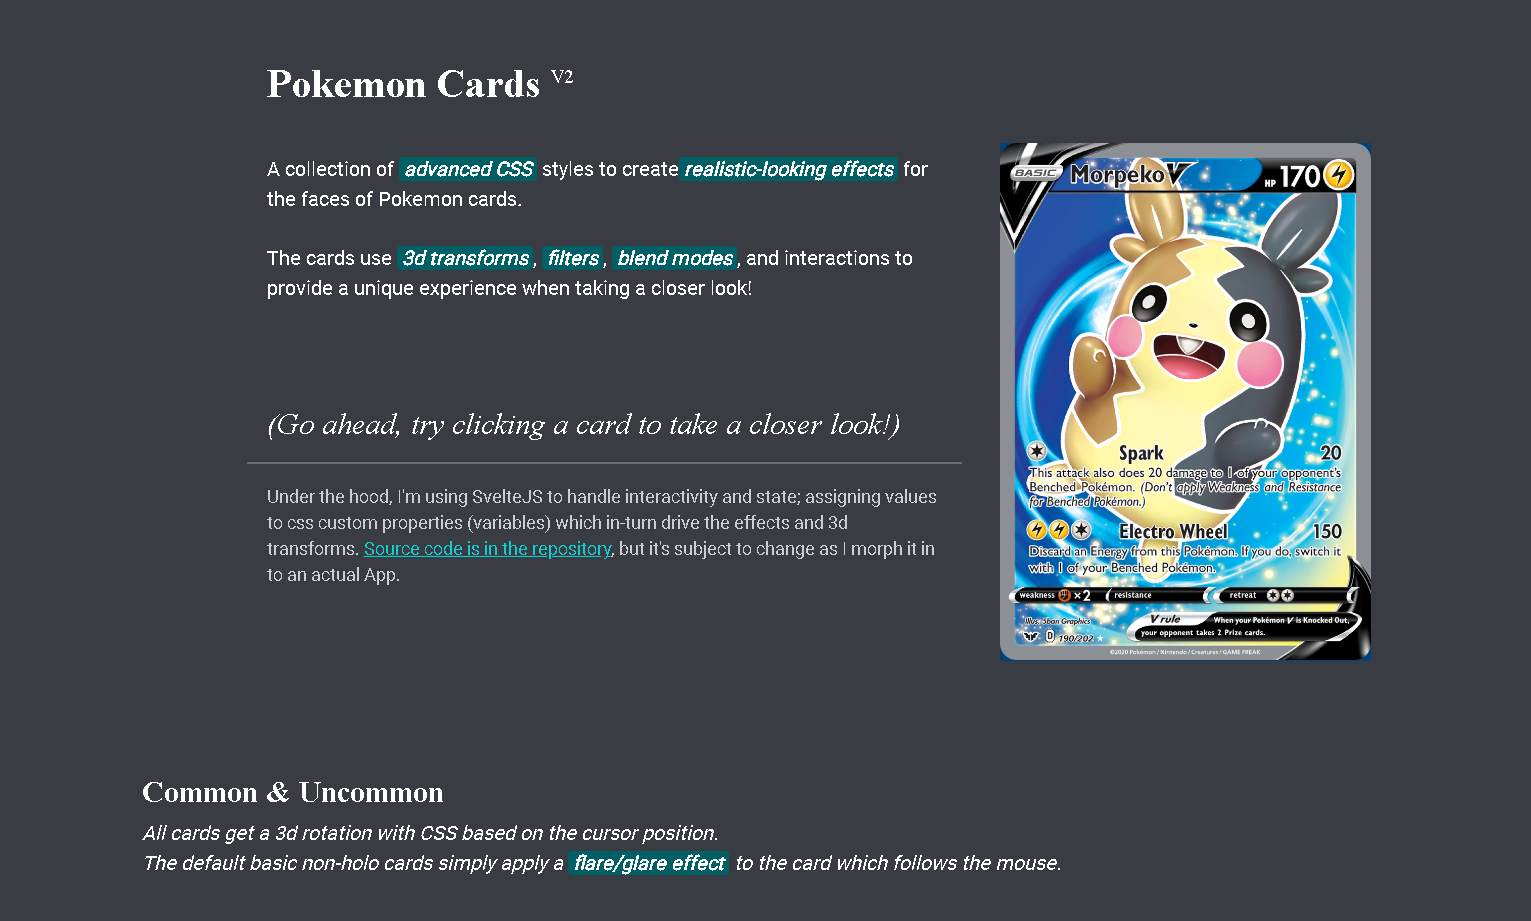 Pokemon Cards V2
A collection of advanced CSS styles to create realistic-looking effects for
the faces of Pokemon cards.
The cards use 3d transforms, filters, blend modes, and interactions to
provide a unique experience when taking a closer look!
(Go ahead, try clicking a card to take a closer look!)
Under the hood, I'm using SvelteJS to handle interactivity and state; assigning values
to css custom properties (variables) which in-turn drive the effects and 3d
transforms. Source code is in the repository, but it's subject to change as I morph it in
to an actual App.
BASIC Morpeko V HP 170
Spark 20
This attack also does 20 damage to 1 of your opponent's
Benched Pokémon. (Don't apply Weakness and Resistance
for Benched Pokémon.)
Electro Wheel 150
Discard an Energy from this Pokémon. If you do, switch it
with 1 of your Benched Pokémon.
weakness ×2 resistance retreat
Illus. 5ban Graphics
V rule When your Pokémon V is Knocked Out,
your opponent takes 2 Prize cards.
D 190/202 ★
©2020 Pokémon / Nintendo / Creatures / GAME FREAK
Common & Uncommon
All cards get a 3d rotation with CSS based on the cursor position.
The default basic non-holo cards simply apply a flare/glare effect to the card which follows the mouse.